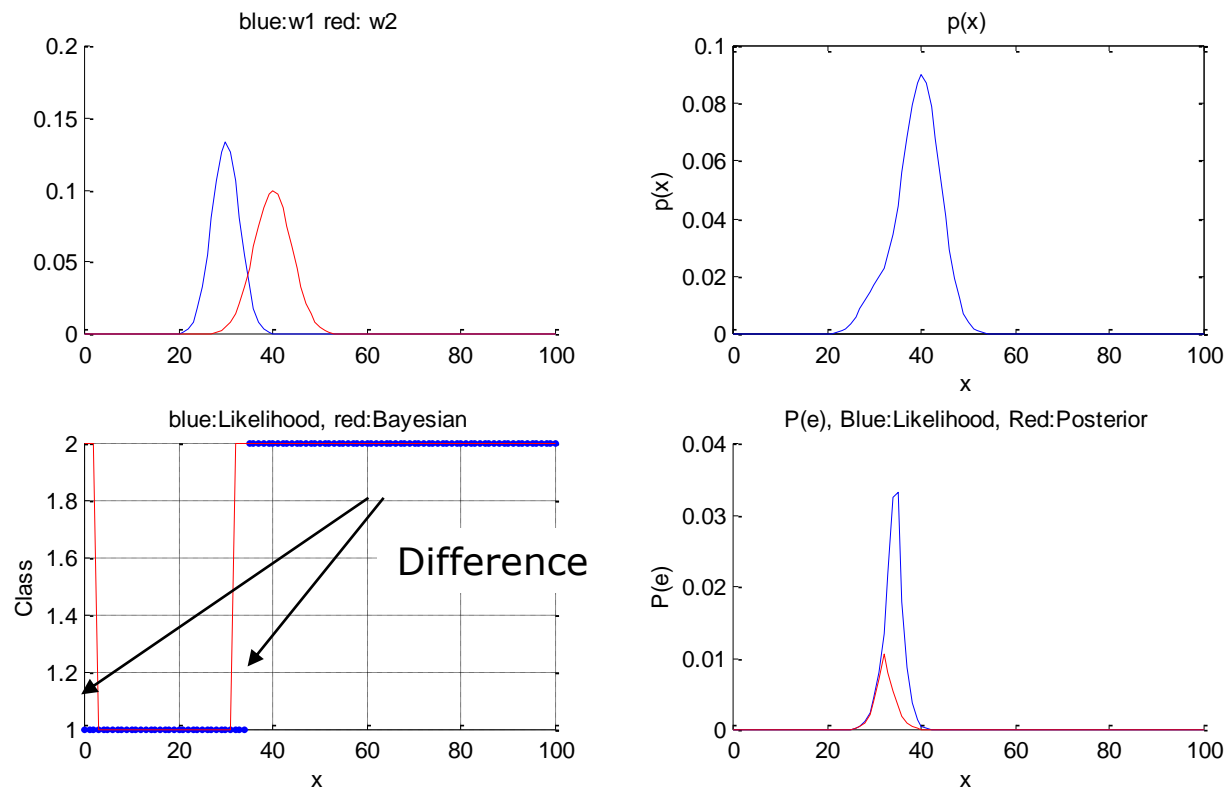 blue:w1 red: w2
0.2
0.15
0.1
0.05
0
0 20 40 60 80 100
p(x)
0.1
0.08
0.06
0.04
0.02
0
p(x)
0 20 40 60 80 100
x
blue:Likelihood, red:Bayesian
2
1.8
1.6
1.4
1.2
1
Class
Difference
0 20 40 60 80 100
x
P(e), Blue:Likelihood, Red:Posterior
0.04
0.03
0.02
0.01
0
P(e)
0 20 40 60 80 100
x